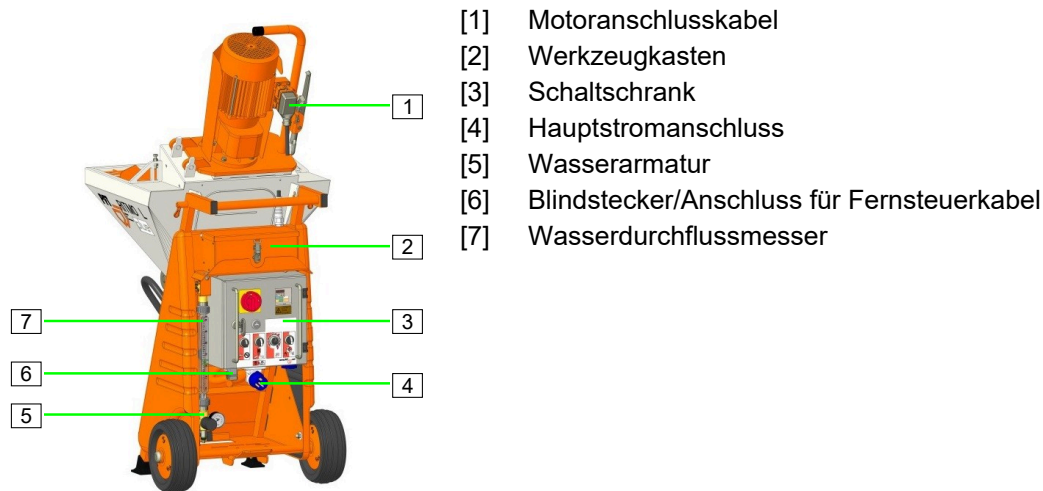 [1] Motoranschlusskabel
[2] Werkzeugkasten
[3] Schaltschrank
[4] Hauptstromanschluss
[5] Wasserarmatur
[6] Blindstecker/Anschluss für Fernsteuerkabel
[7] Wasserdurchflussmesser
1
2
7
3
6
4
5